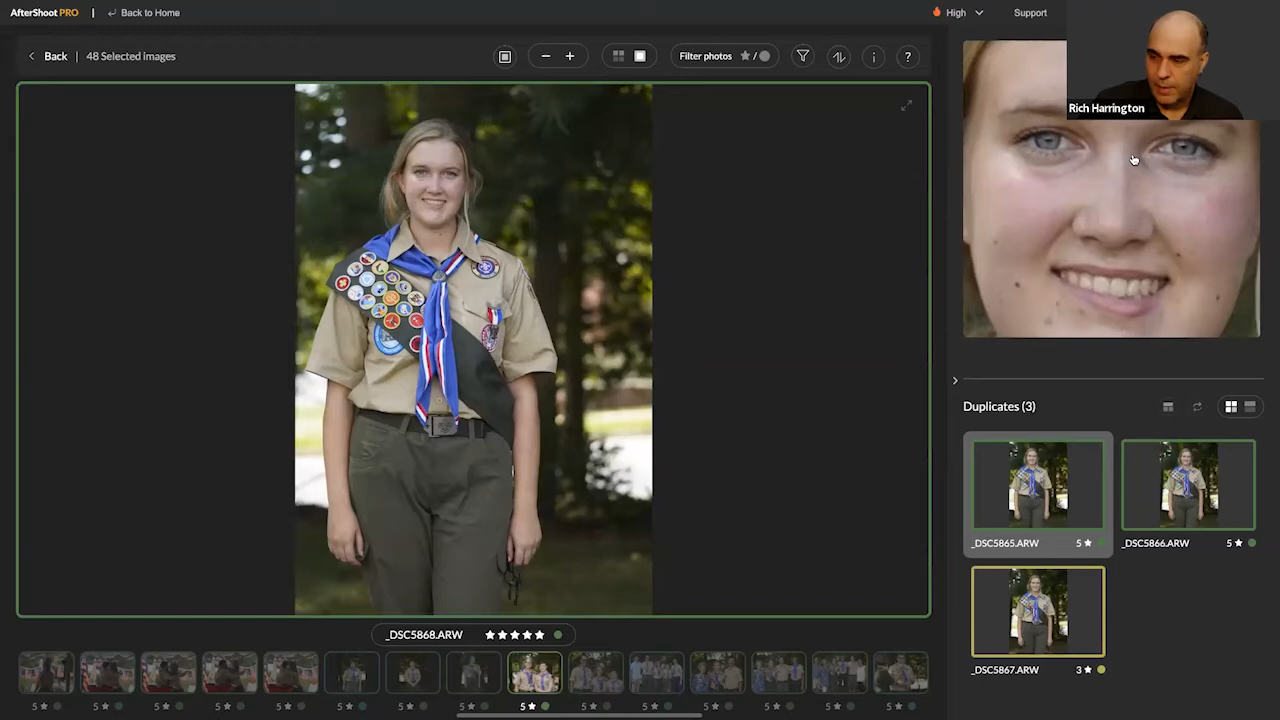 AfterShoot PRO | Back to Home High Support
Back | 48 Selected images Filter photos /
Rich Harrington
Duplicates (3)
_DSC5865.ARW 5 _DSC5866.ARW 5
_DSC5868.ARW
_DSC5867.ARW 3
5 5 5 5 5 5 5 5 5 5 5 5 5 5 5